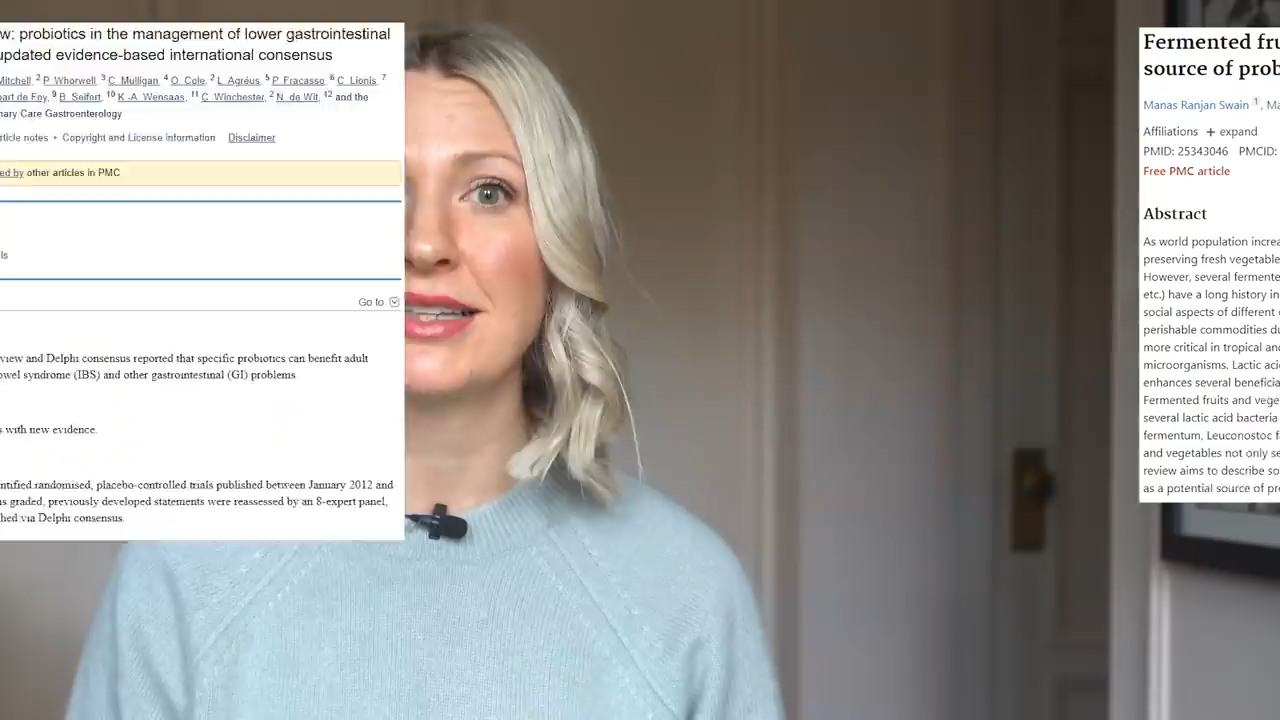 w: probiotics in the management of lower gastrointestinal
updated evidence-based international consensus
Mitchell, 2 P Whorwell, 3 C Mulligan, 4 O Cole, 2 L Agréus, 5 P Fracasso, 6 C Lionis, 7
part de Foy, 9 B Seifert, 10 K -A Wensaas, 11 C Winchester, 2 N de Wit, 12 and the
ary Care Gastroenterology
rticle notes • Copyright and License information Disclaimer
ed by other articles in PMC
ls
Go to
view and Delphi consensus reported that specific probiotics can benefit adult
owel syndrome (IBS) and other gastrointestinal (GI) problems
s with new evidence.
ntified randomised, placebo-controlled trials published between January 2012 and
ns graded, previously developed statements were reassessed by an 8-expert panel,
hed via Delphi consensus.
Fermented fru
source of prob
Manas Ranjan Swain 1, Ma
Affiliations + expand
PMID: 25343046 PMCID:
Free PMC article
Abstract
As world population increa
preserving fresh vegetable
However, several fermente
etc.) have a long history in
social aspects of different
perishable commodities du
more critical in tropical and
microorganisms. Lactic acid
enhances several beneficia
Fermented fruits and vege
several lactic acid bacteria
fermentum, Leuconostoc f
and vegetables not only se
review aims to describe so
as a potential source of pr